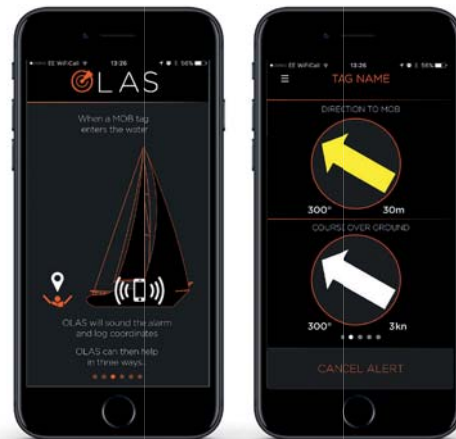 EE WiFiCall 13:26 56%
OLAS
When a MOB tag
enters the water
OLAS will sound the alarm
and log coordinates
OLAS can then help
in three ways...
EE WiFiCall 13:26 56%
TAG NAME
DIRECTION TO MOB
300° 30m
COURSE OVER GROUND
300° 3kn
CANCEL ALERT